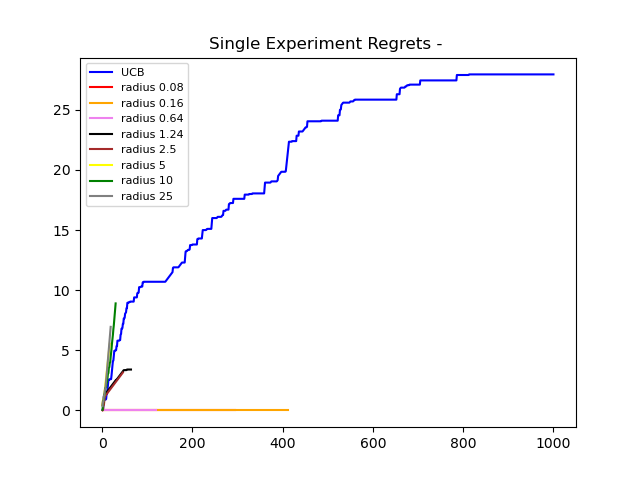 Single Experiment Regrets -
UCB
radius 0.08
radius 0.16
radius 0.64
radius 1.24
radius 2.5
radius 5
radius 10
radius 25
25
20
15
10
5
0
0 200 400 600 800 1000